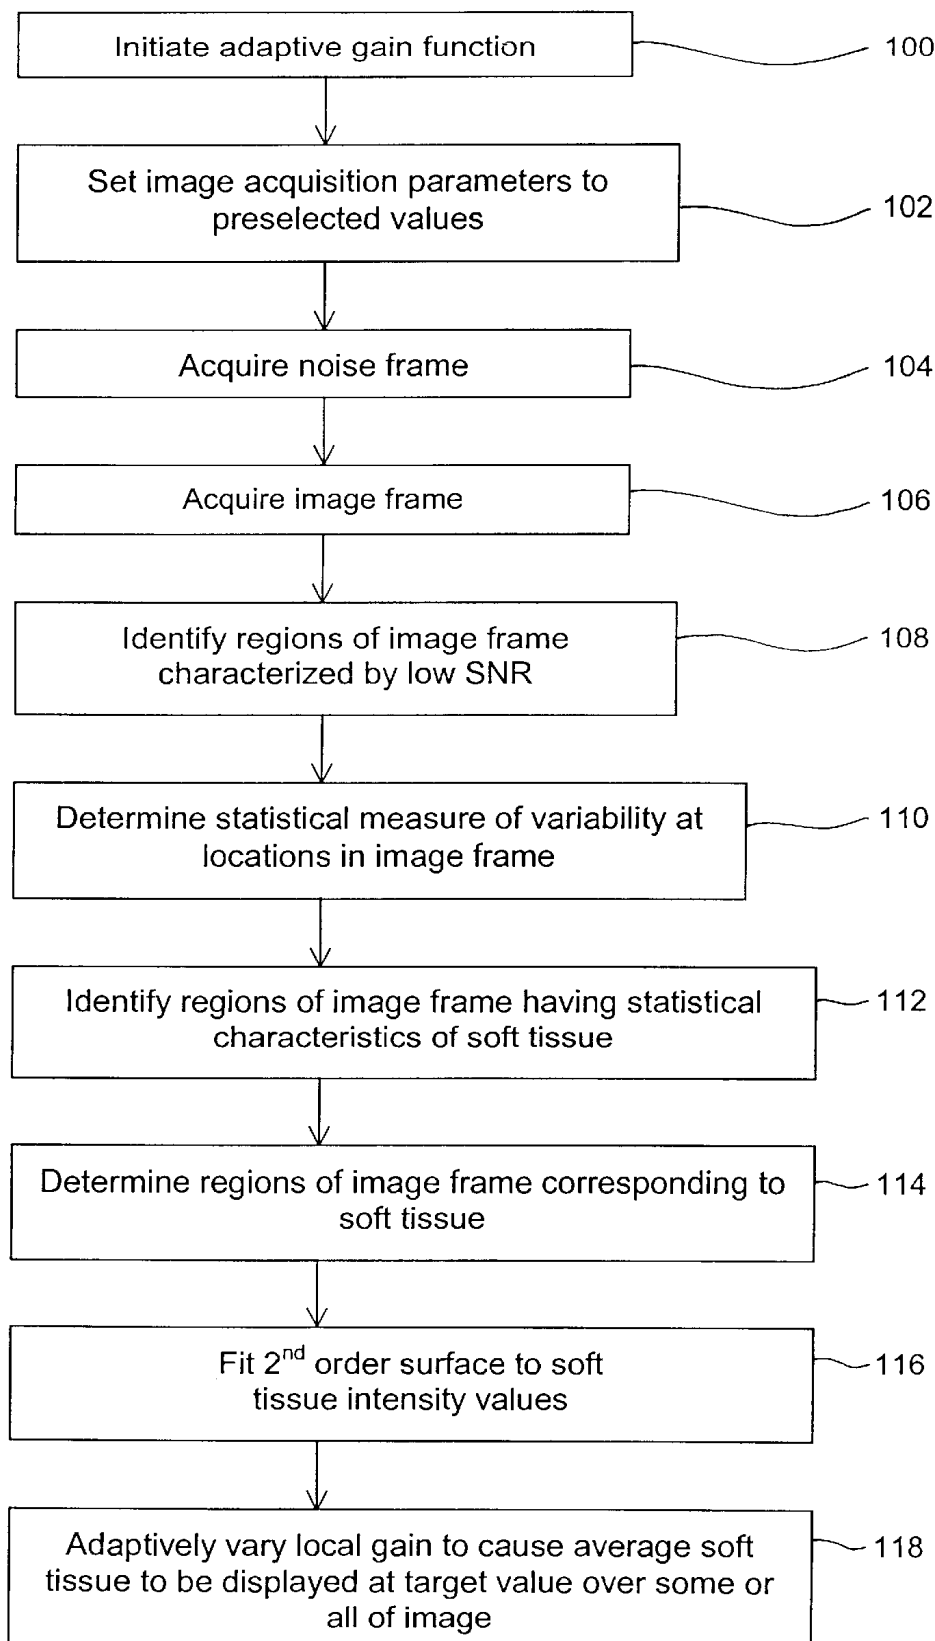 Initiate adaptive gain function
100
Set image acquisition parameters to
preselected values
102
Acquire noise frame
104
Acquire image frame
106
Identify regions of image frame
characterized by low SNR
108
Determine statistical measure of variability at
locations in image frame
110
Identify regions of image frame having statistical
characteristics of soft tissue
112
Determine regions of image frame corresponding to
soft tissue
114
Fit 2nd order surface to soft
tissue intensity values
116
Adaptively vary local gain to cause average soft
tissue to be displayed at target value over some or
all of image
118